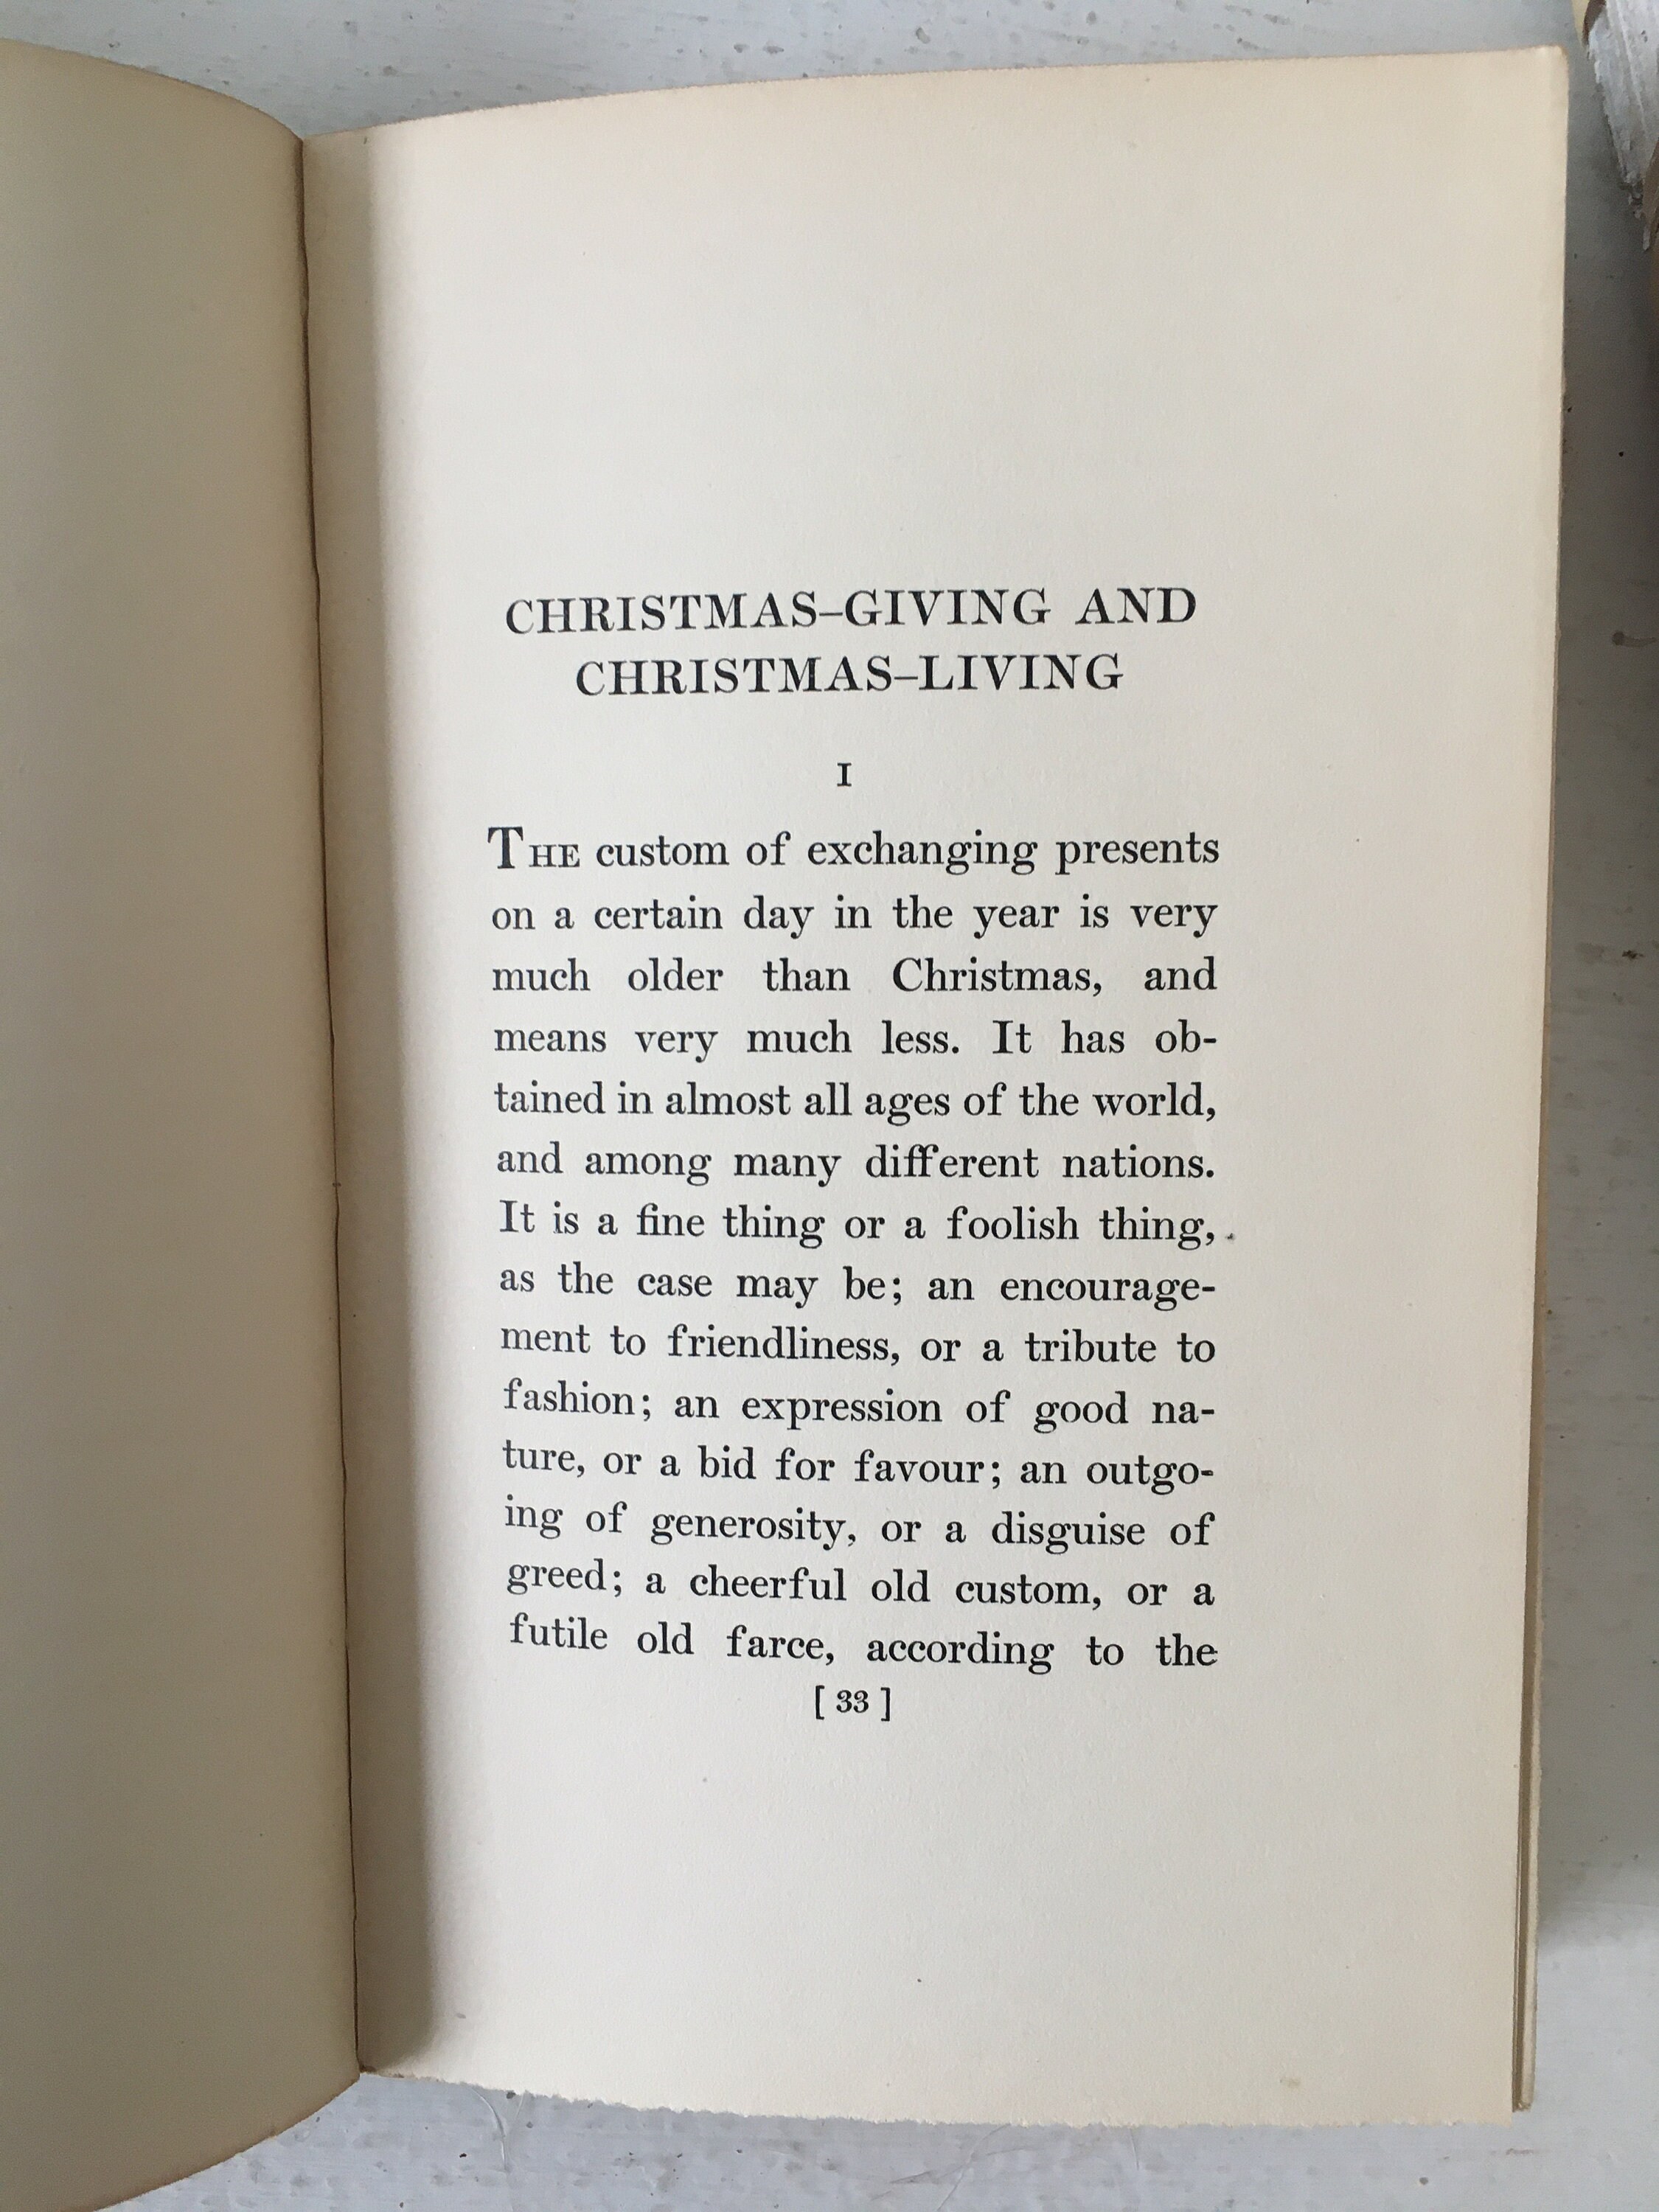 CHRISTMAS–GIVING AND
CHRISTMAS–LIVING
I
THE custom of exchanging presents
on a certain day in the year is very
much older than Christmas, and
means very much less. It has ob-
tained in almost all ages of the world,
and among many different nations.
It is a fine thing or a foolish thing,
as the case may be; an encourage-
ment to friendliness, or a tribute to
fashion; an expression of good na-
ture, or a bid for favour; an outgo-
ing of generosity, or a disguise of
greed; a cheerful old custom, or a
futile old farce, according to the
[ 33 ]